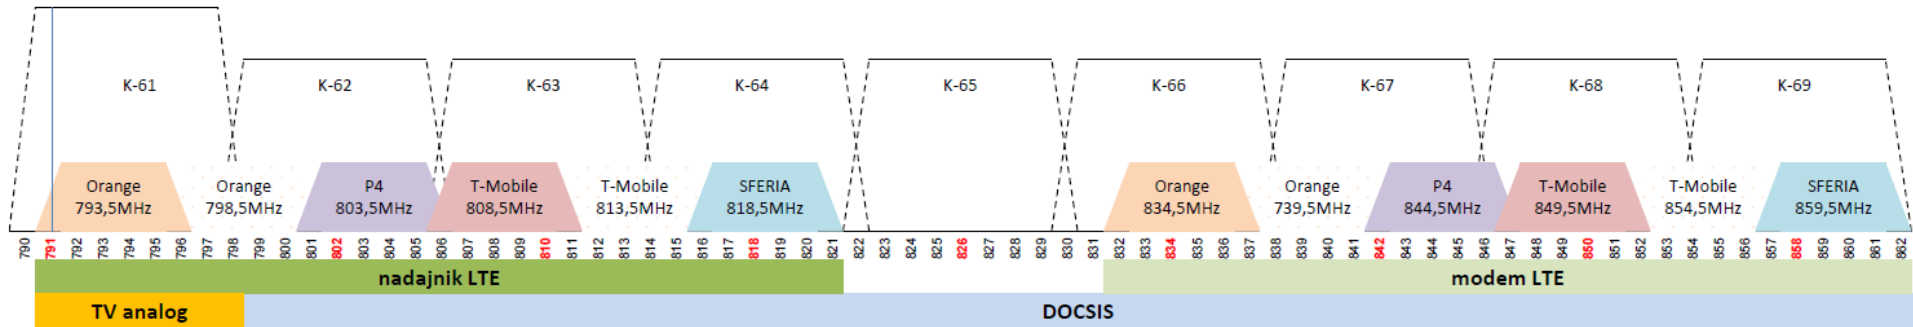 K-61 K-62 K-63 K-64 K-65 K-66 K-67 K-68 K-69
Orange Orange P4 T-Mobile T-Mobile SFERIA Orange Orange P4 T-Mobile T-Mobile SFERIA
793,5MHz 798,5MHz 803,5MHz 808,5MHz 813,5MHz 818,5MHz 834,5MHz 739,5MHz 844,5MHz 849,5MHz 854,5MHz 859,5MHz
790 791 792 793 794 795 796 797 798 799 800 801 802 803 804 805 806 807 808 809 810 811 812 813 814 815 816 817 818 819 820 821 822 823 824 825 826 827 828 829 830 831 832 833 834 835 836 837 838 839 840 841 842 843 844 845 846 847 848 849 850 851 852 853 854 855 856 857 858 859 860 861 862
nadajnik LTE modem LTE
TV analog DOCSIS